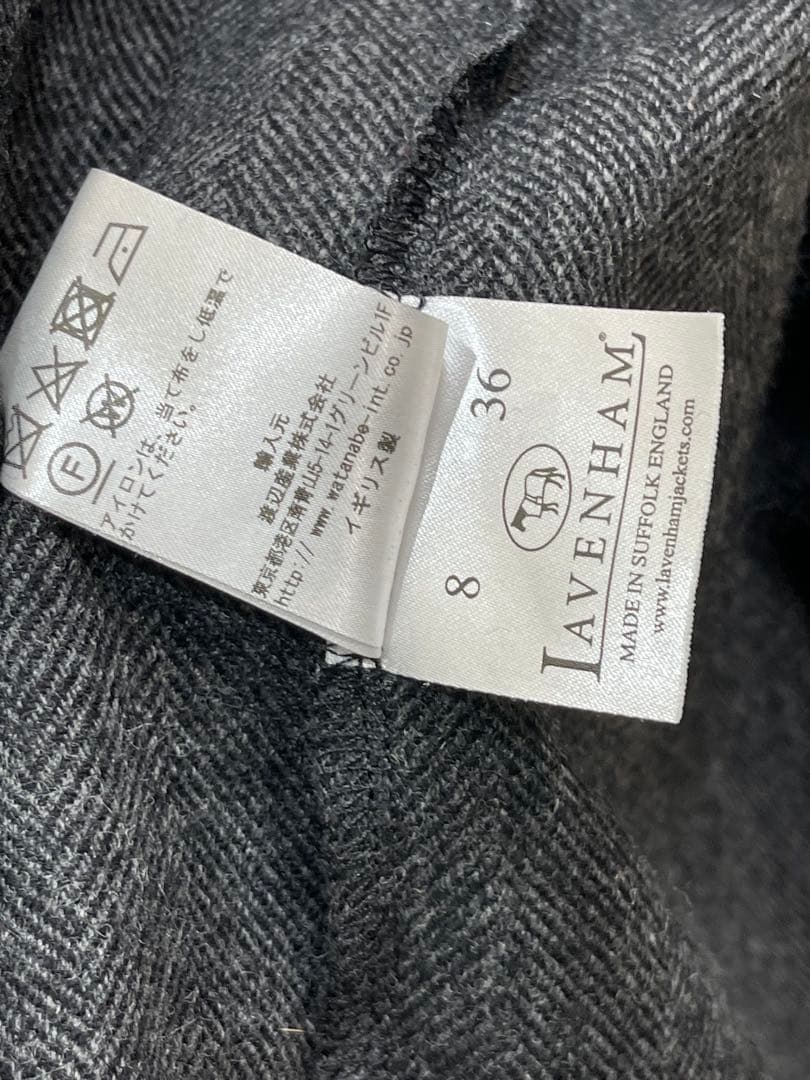 アイロンは、当て布をし低温で
かけてください。
輸入元
渡辺産業株式会社
東京都港区南青山5-14-1グリーンビル1F
http://www.watanabe-int.co.jp
イギリス製
F
W
8 36
LAVENHAM®
MADE IN SUFFOLK ENGLAND
www.lavenhamjackets.com